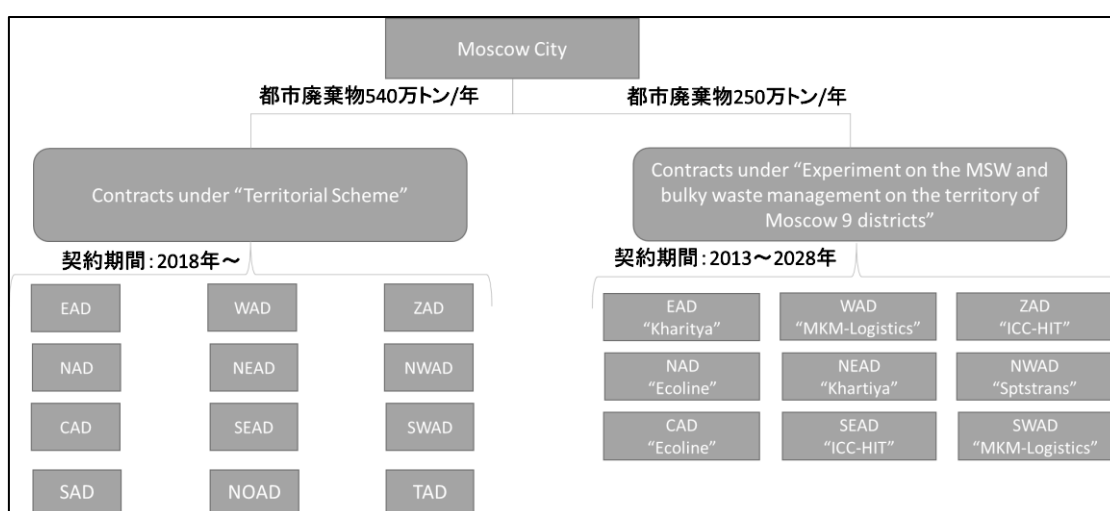 Moscow City
都市廃棄物540万トン/年
都市廃棄物250万トン/年
Contracts under “Territorial Scheme”
Contracts under “Experiment on the MSW and
bulky waste management on the territory of
Moscow 9 districts”
契約期間：2018年～
契約期間：2013～2028年
EAD
WAD
ZAD
NAD
NEAD
NWAD
CAD
SEAD
SWAD
SAD
NOAD
TAD
EAD
“Kharitya”
WAD
“MKM-Logistics”
ZAD
“ICC-HIT”
NAD
“Ecoline”
NEAD
“Khartiya”
NWAD
“Sptstrans”
CAD
“Ecoline”
SEAD
“ICC-HIT”
SWAD
“MKM-Logistics”